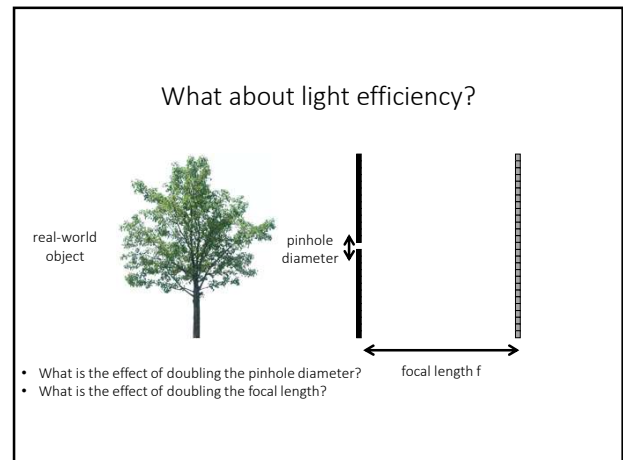 What about light efficiency?
real-world
object
pinhole
diameter
focal length f
• What is the effect of doubling the pinhole diameter?
• What is the effect of doubling the focal length?